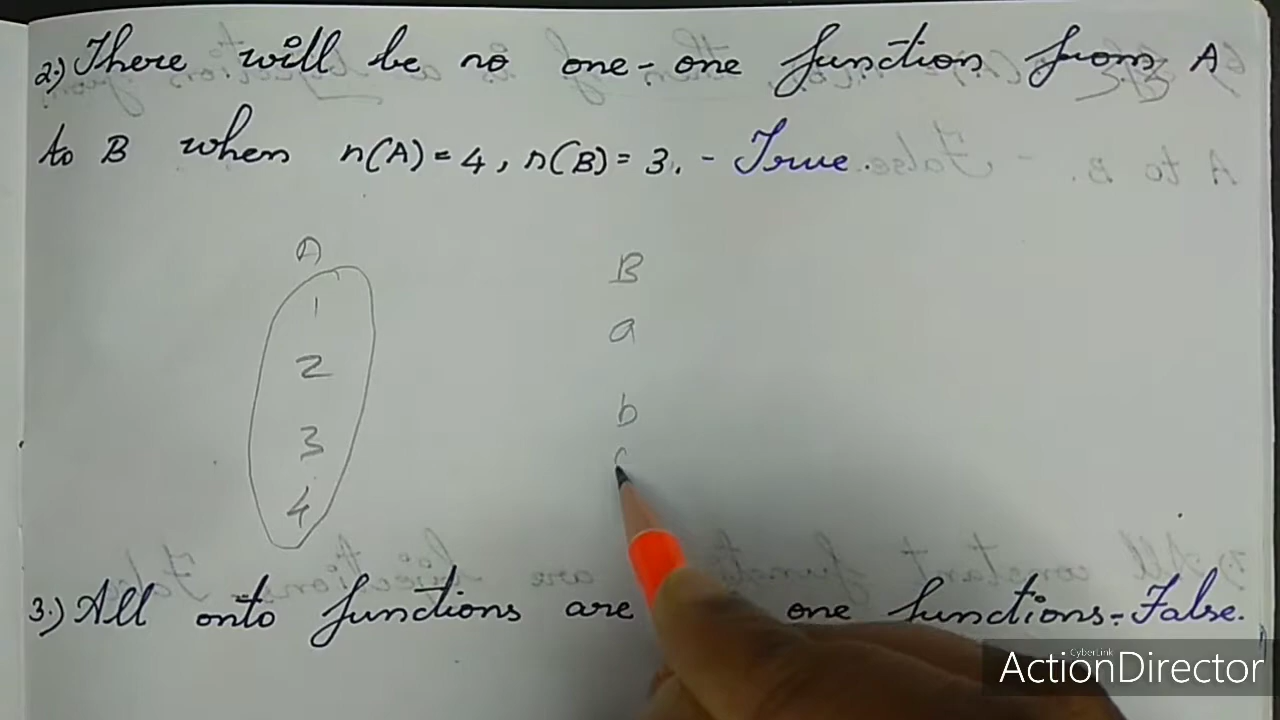 2.) There will be no one-one function from A
to B when n(A)=4, n(B)=3. - True.
A
1
2
3
4
B
a
b
3.) All onto functions are one functions - False.
CyberLink
ActionDirector